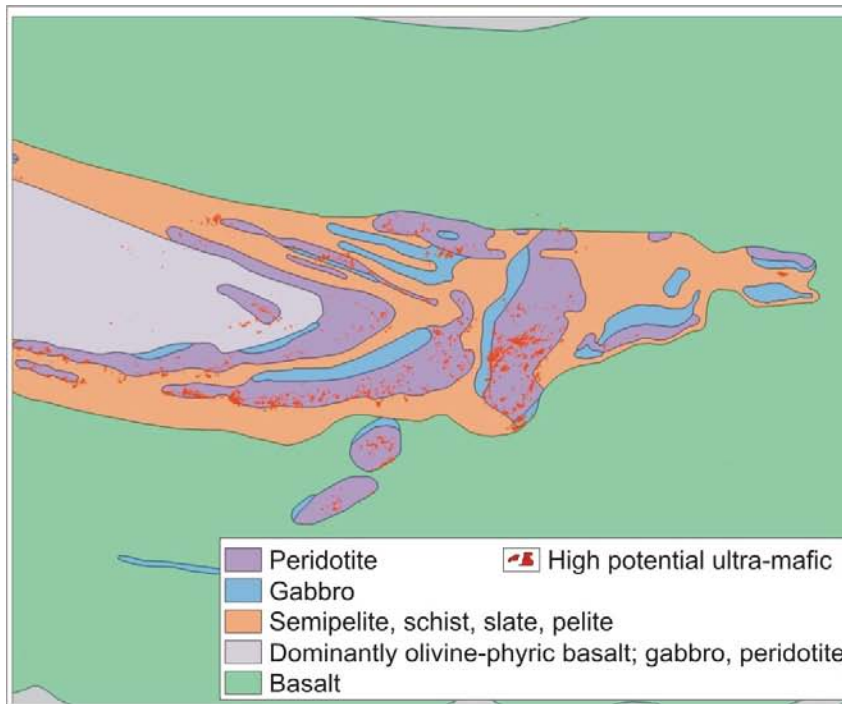 Peridotite
High potential ultra-mafic
Gabbro
Semipelite, schist, slate, pelite
Dominantly olivine-phyric basalt; gabbro, peridotite
Basalt